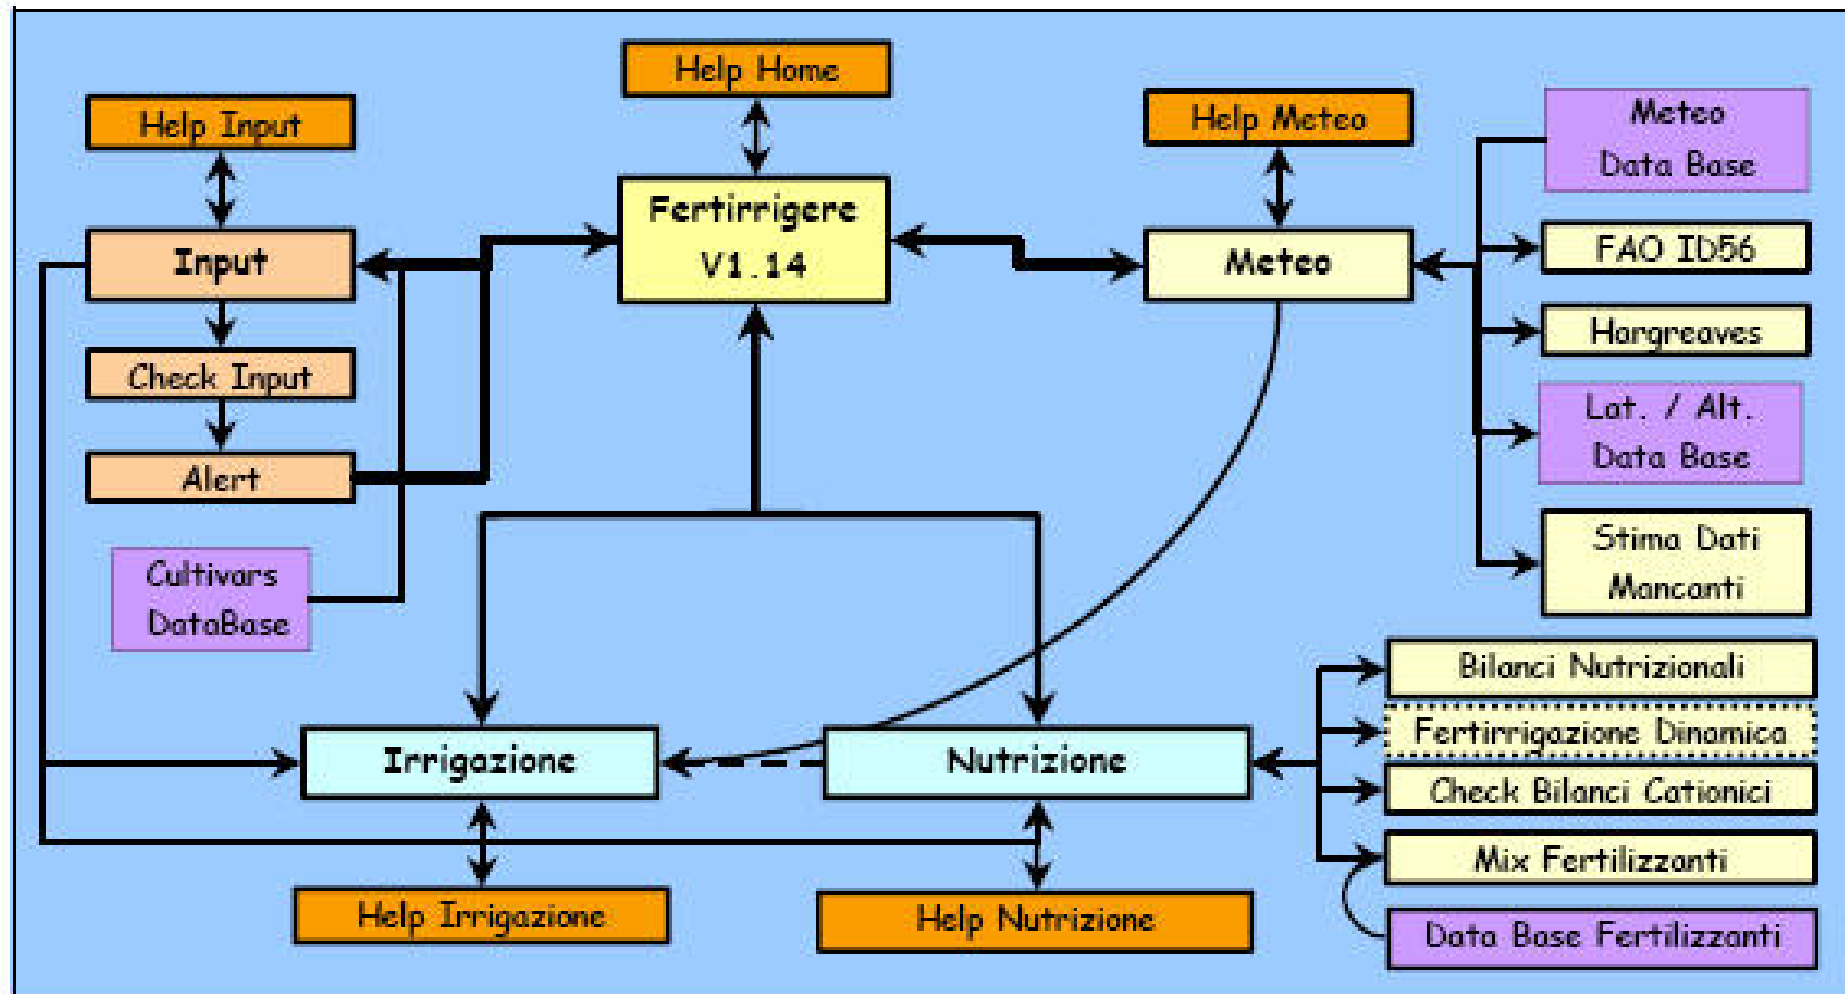 Help Home
Help Input
Help Meteo
Meteo
Data Base
Fertirrigere
V1.14
Input
Meteo
FAO ID56
Hargreaves
Check Input
Lat. / Alt.
Data Base
Alert
Stima Dati
Mancanti
Cultivars
DataBase
Bilanci Nutrizionali
Fertirrigazione Dinamica
Irrigazione
Nutrizione
Check Bilanci Cationici
Mix Fertilizzanti
Help Irrigazione
Help Nutrizione
Data Base Fertilizzanti